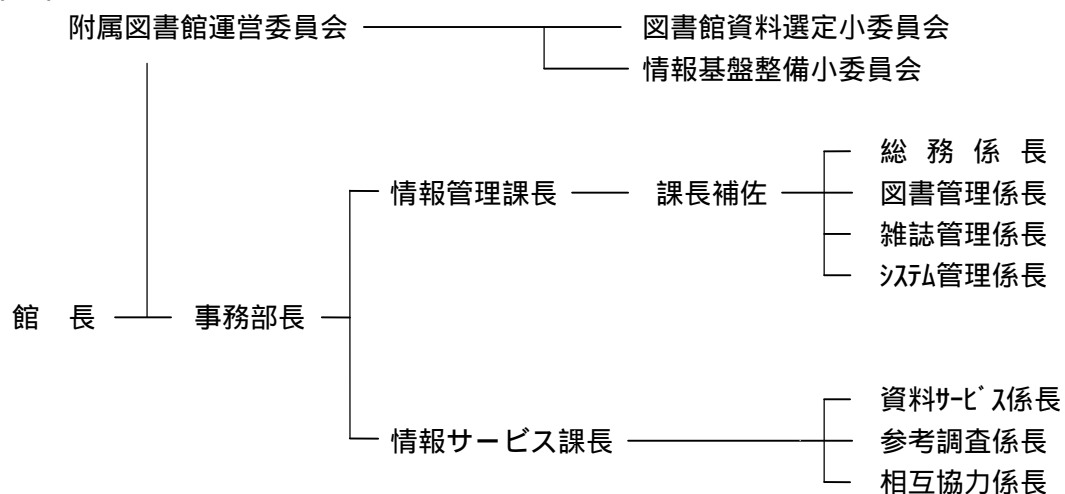 附属図書館運営委員会 図書館資料選定小委員会
情報基盤整備小委員会
総務係長
情報管理課長 課長補佐 図書管理係長
雑誌管理係長
ｼｽﾃﾑ管理係長
館長 事務部長
資料ｻｰﾋﾞｽ係長
情報サービス課長 参考調査係長
相互協力係長